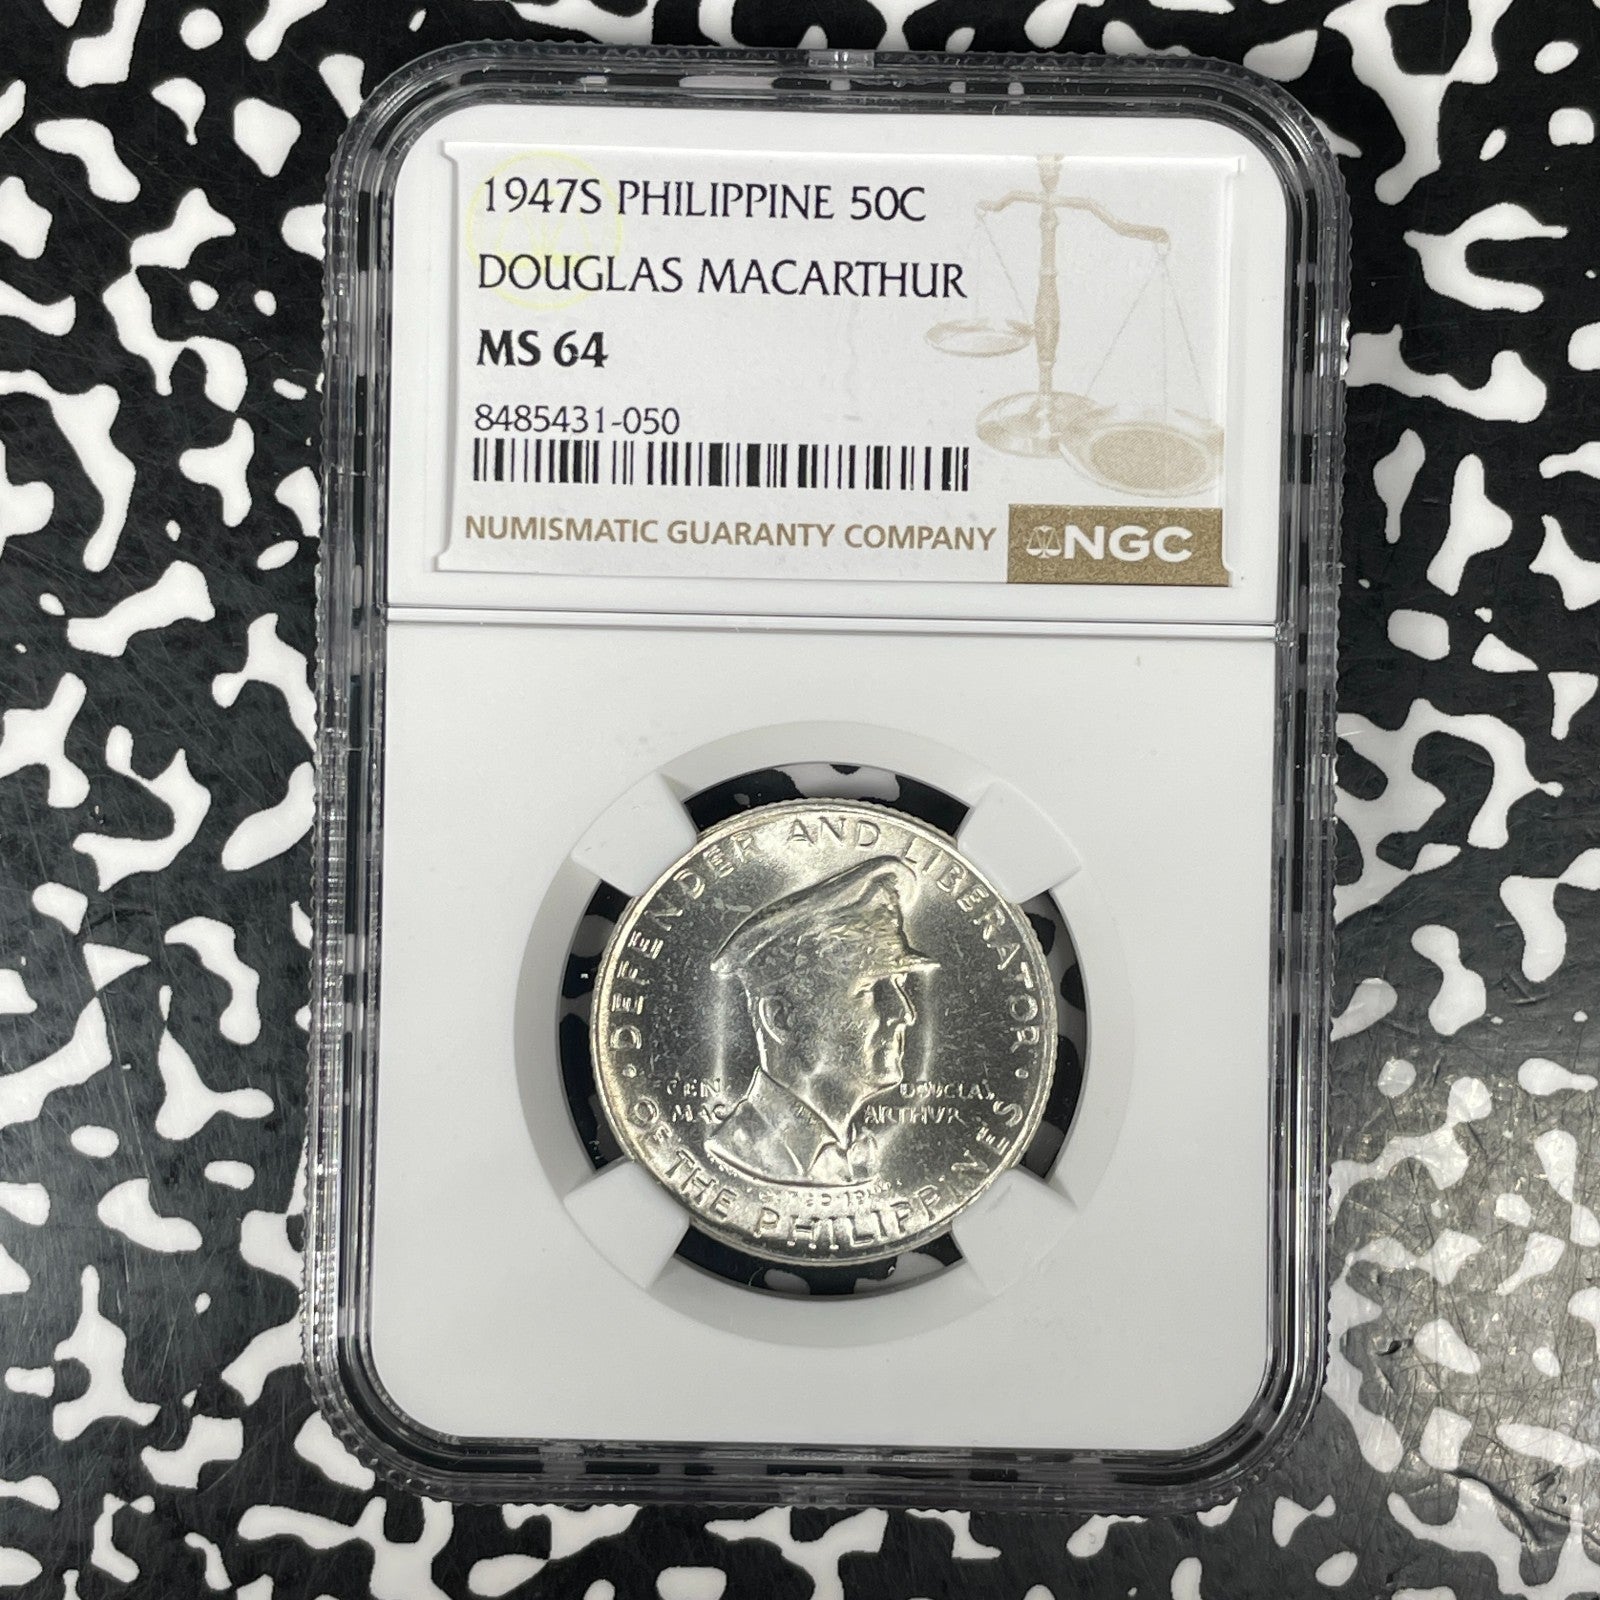 1947S PHILIPPINE 50C
DOUGLAS MACARTHUR
MS 64
8485431-050
NUMISMATIC GUARANTY COMPANY
NGC
•DEFENDER AND LIBERATOR•
OF THE PHILIPPINES
GEN. DOUGLAS
MAC ARTHUR